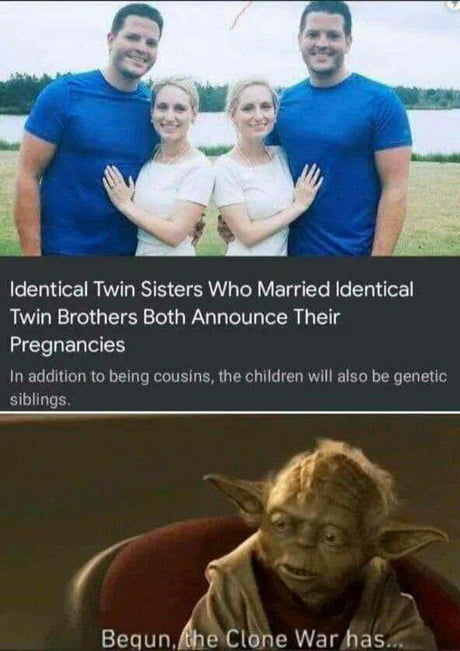 Identical Twin Sisters Who Married Identical
Twin Brothers Both Announce Their
Pregnancies
In addition to being cousins, the children will also be genetic
siblings.
Begun, the Clone War has...